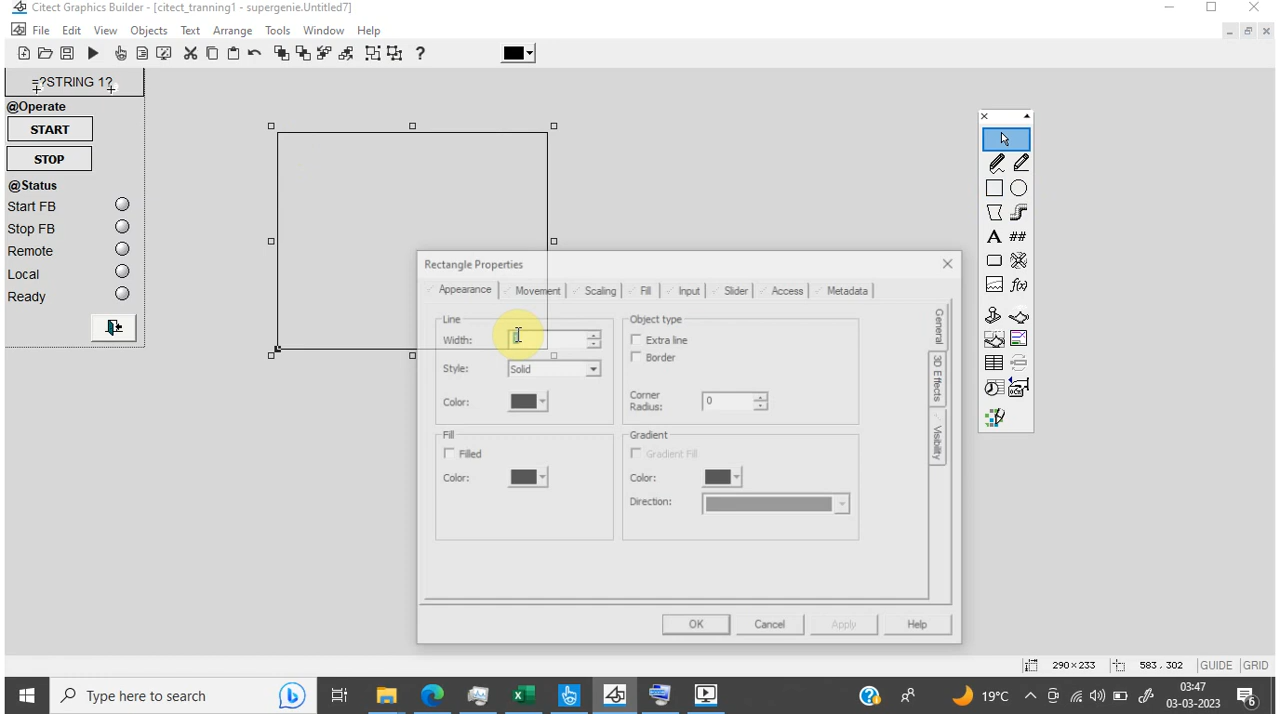 Citect Graphics Builder - [citect_tranning1 - supergenie.Untitled7]
File Edit View Objects Text Arrange Tools Window Help
=?STRING 1?
@Operate
START
STOP
@Status
Start FB
Stop FB
Remote
Local
Ready
Rectangle Properties
Appearance Movement Scaling Fill Input Slider Access Metadata
General
3D Effects
Visibility
Line
Width:
Style: Solid
Color:
Object type
Extra line
Border
Corner Radius: 0
Fill
Filled
Color:
Gradient
Gradient Fill
Color:
Direction:
OK Cancel Apply Help
A ##
f(x)
290×233 583, 302 GUIDE GRID
Type here to search
19°C
03:47
03-03-2023
6